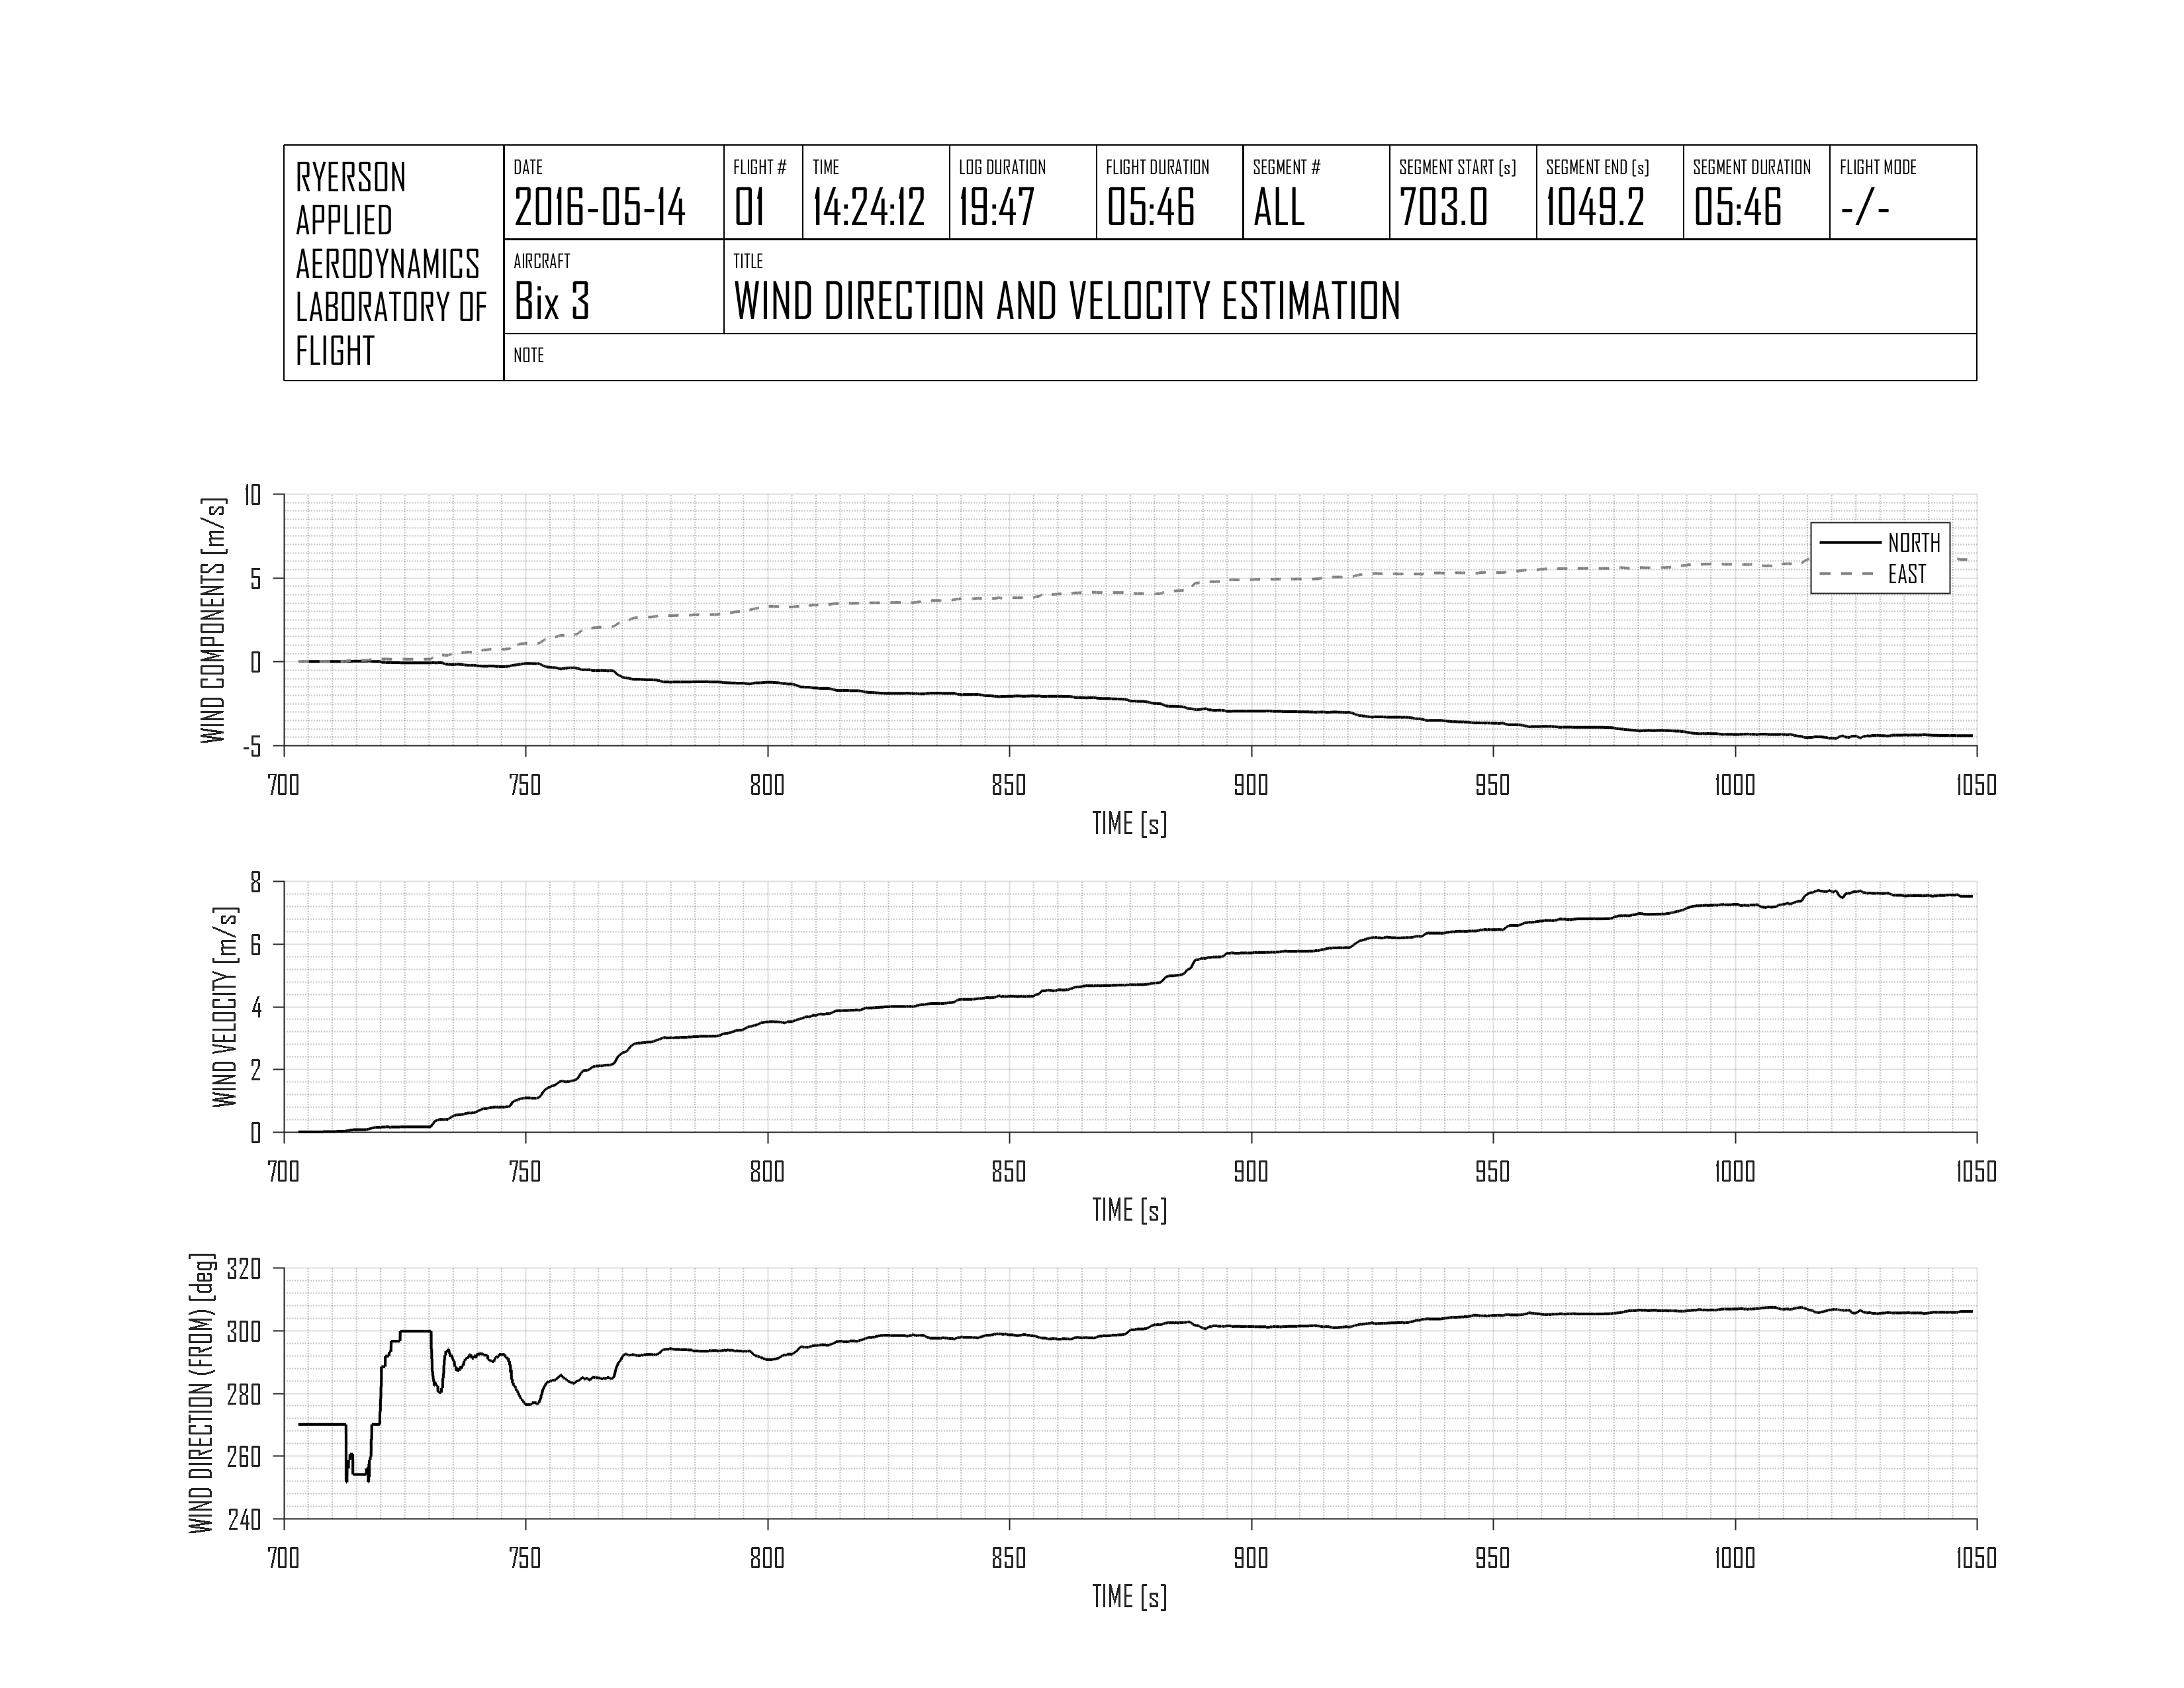 RYERSON
APPLIED
AERODYNAMICS
LABORATORY OF
FLIGHT
DATE
2016-05-14
FLIGHT #
01
TIME
14:24:12
LOG DURATION
19:47
FLIGHT DURATION
05:46
SEGMENT #
ALL
SEGMENT START [s]
703.0
SEGMENT END [s]
1049.2
SEGMENT DURATION
05:46
FLIGHT MODE
-/-
AIRCRAFT
Bix 3
TITLE
WIND DIRECTION AND VELOCITY ESTIMATION
NOTE
WIND COMPONENTS [m/s]
10
5
0
-5
NORTH
EAST
700 750 800 850 900 950 1000 1050
TIME [s]
WIND VELOCITY [m/s]
8
6
4
2
0
700 750 800 850 900 950 1000 1050
TIME [s]
WIND DIRECTION (FROM) [deg]
320
300
280
260
240
700 750 800 850 900 950 1000 1050
TIME [s]